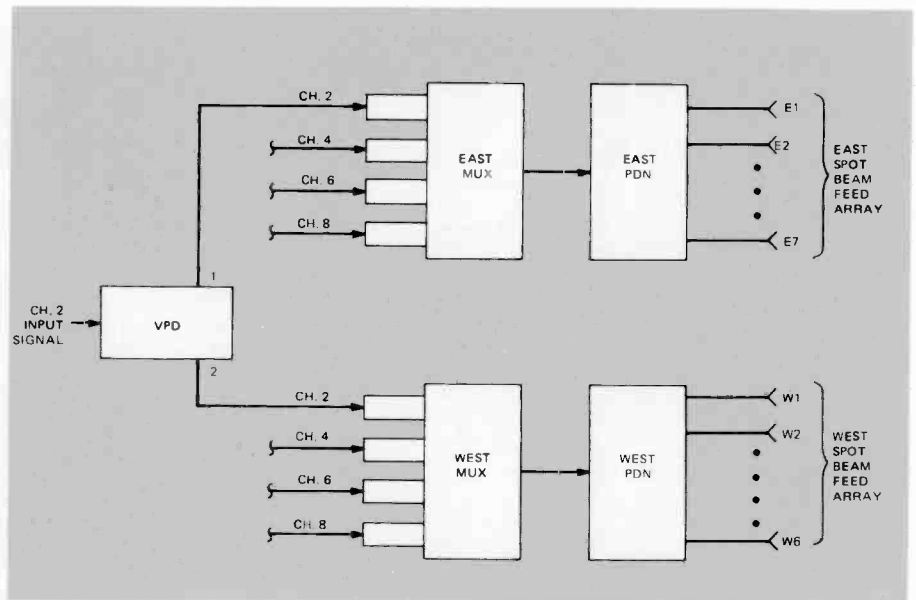 CH. 2
CH. 4
CH. 6
CH. 8
EAST
MUX
EAST
PDN
E1
E2
E7
EAST
SPOT
BEAM
FEED
ARRAY
CH. 2
INPUT
SIGNAL
VPD
1
2
CH. 2
CH. 4
CH. 6
CH. 8
WEST
MUX
WEST
PDN
W1
W2
W6
WEST
SPOT
BEAM
FEED
ARRAY